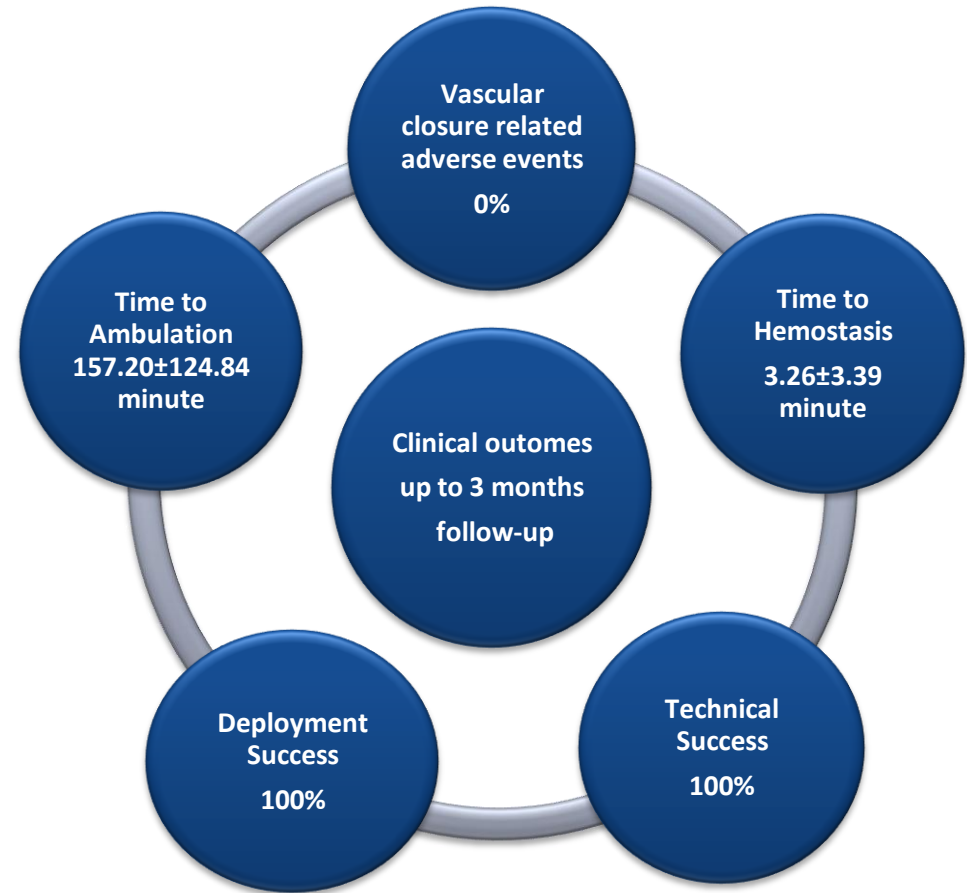 Vascular
closure related
adverse events
0%
Time to
Hemostasis
3.26±3.39
minute
Technical
Success
100%
Deployment
Success
100%
Time to
Ambulation
157.20±124.84
minute
Clinical outomes
up to 3 months
follow-up